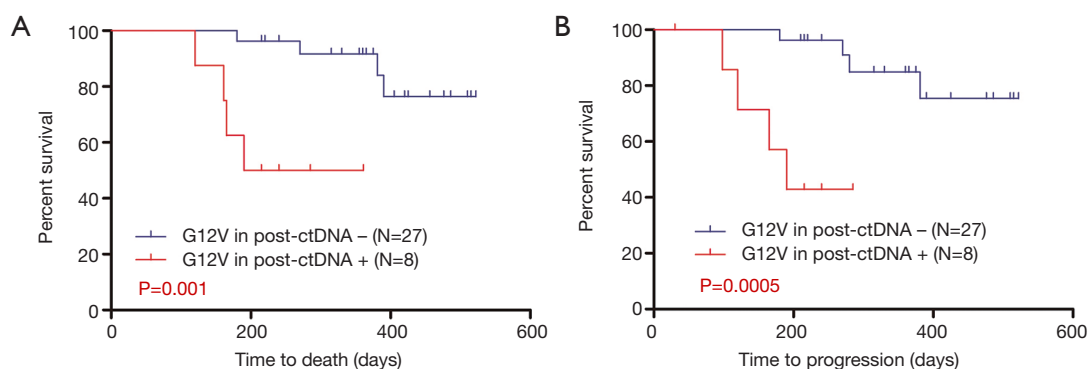 A
Percent survival
100
80
60
40
20
0
G12V in post-ctDNA – (N=27)
G12V in post-ctDNA + (N=8)
P=0.001
0 200 400 600
Time to death (days)
B
Percent survival
100
80
60
40
20
0
G12V in post-ctDNA – (N=27)
G12V in post-ctDNA + (N=8)
P=0.0005
0 200 400 600
Time to progression (days)